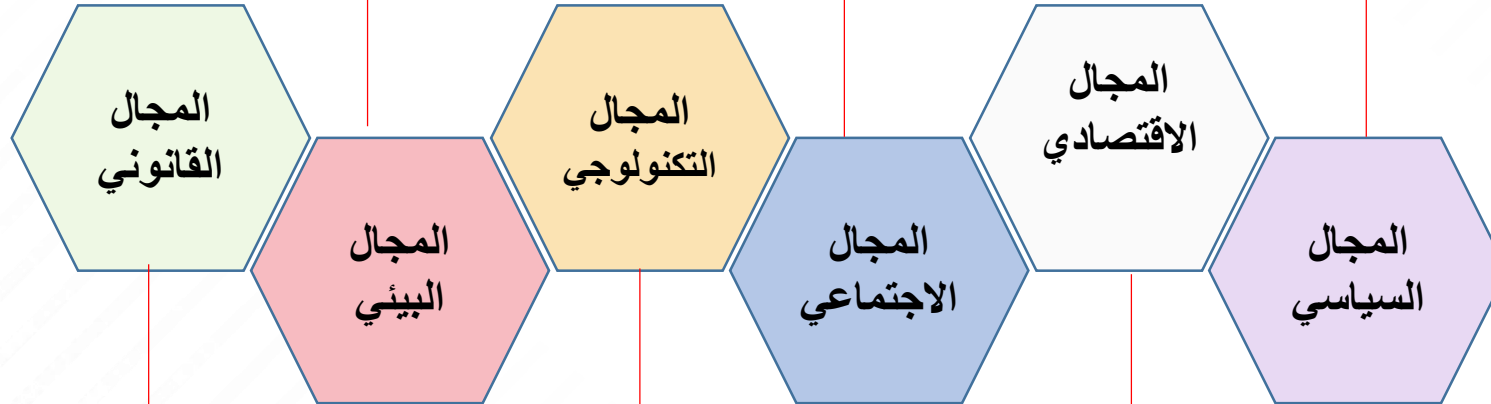 المجال
السياسي
المجال
الاقتصادي
المجال
الاجتماعي
المجال
التكنولوجي
المجال
البيئي
المجال
القانوني